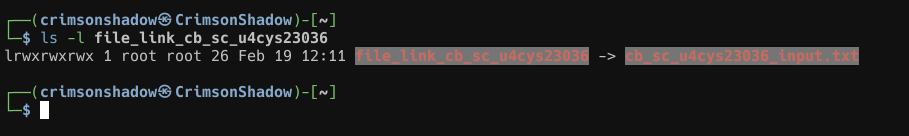 ┌──(crimsonshadow㉿CrimsonShadow)-[~]
└─$ ls -l file_link_cb_sc_u4cys23036
lrwxrwxrwx 1 root root 26 Feb 19 12:11 file_link_cb_sc_u4cys23036 -> cb_sc_u4cys23036_input.txt
┌──(crimsonshadow㉿CrimsonShadow)-[~]
└─$